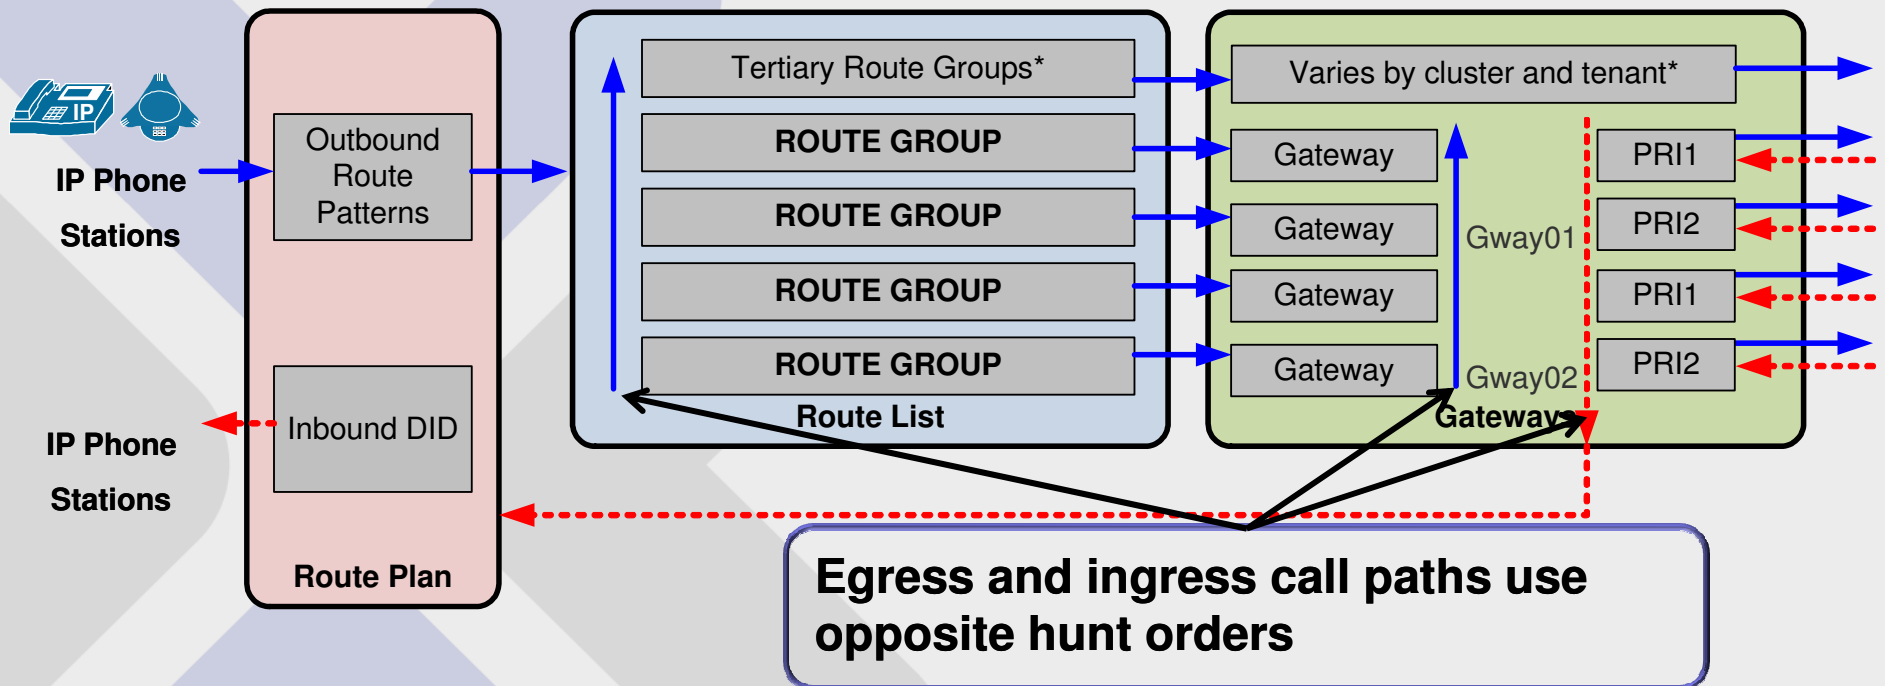 IP
IP Phone
Stations
Outbound
Route
Patterns
Inbound DID
IP Phone
Stations
Route Plan
Tertiary Route Groups*
ROUTE GROUP
ROUTE GROUP
ROUTE GROUP
ROUTE GROUP
Route List
Varies by cluster and tenant*
Gateway
Gateway
Gateway
Gateway
Gway01
Gway02
PRI1
PRI2
PRI1
PRI2
Gateways
Egress and ingress call paths use
opposite hunt orders